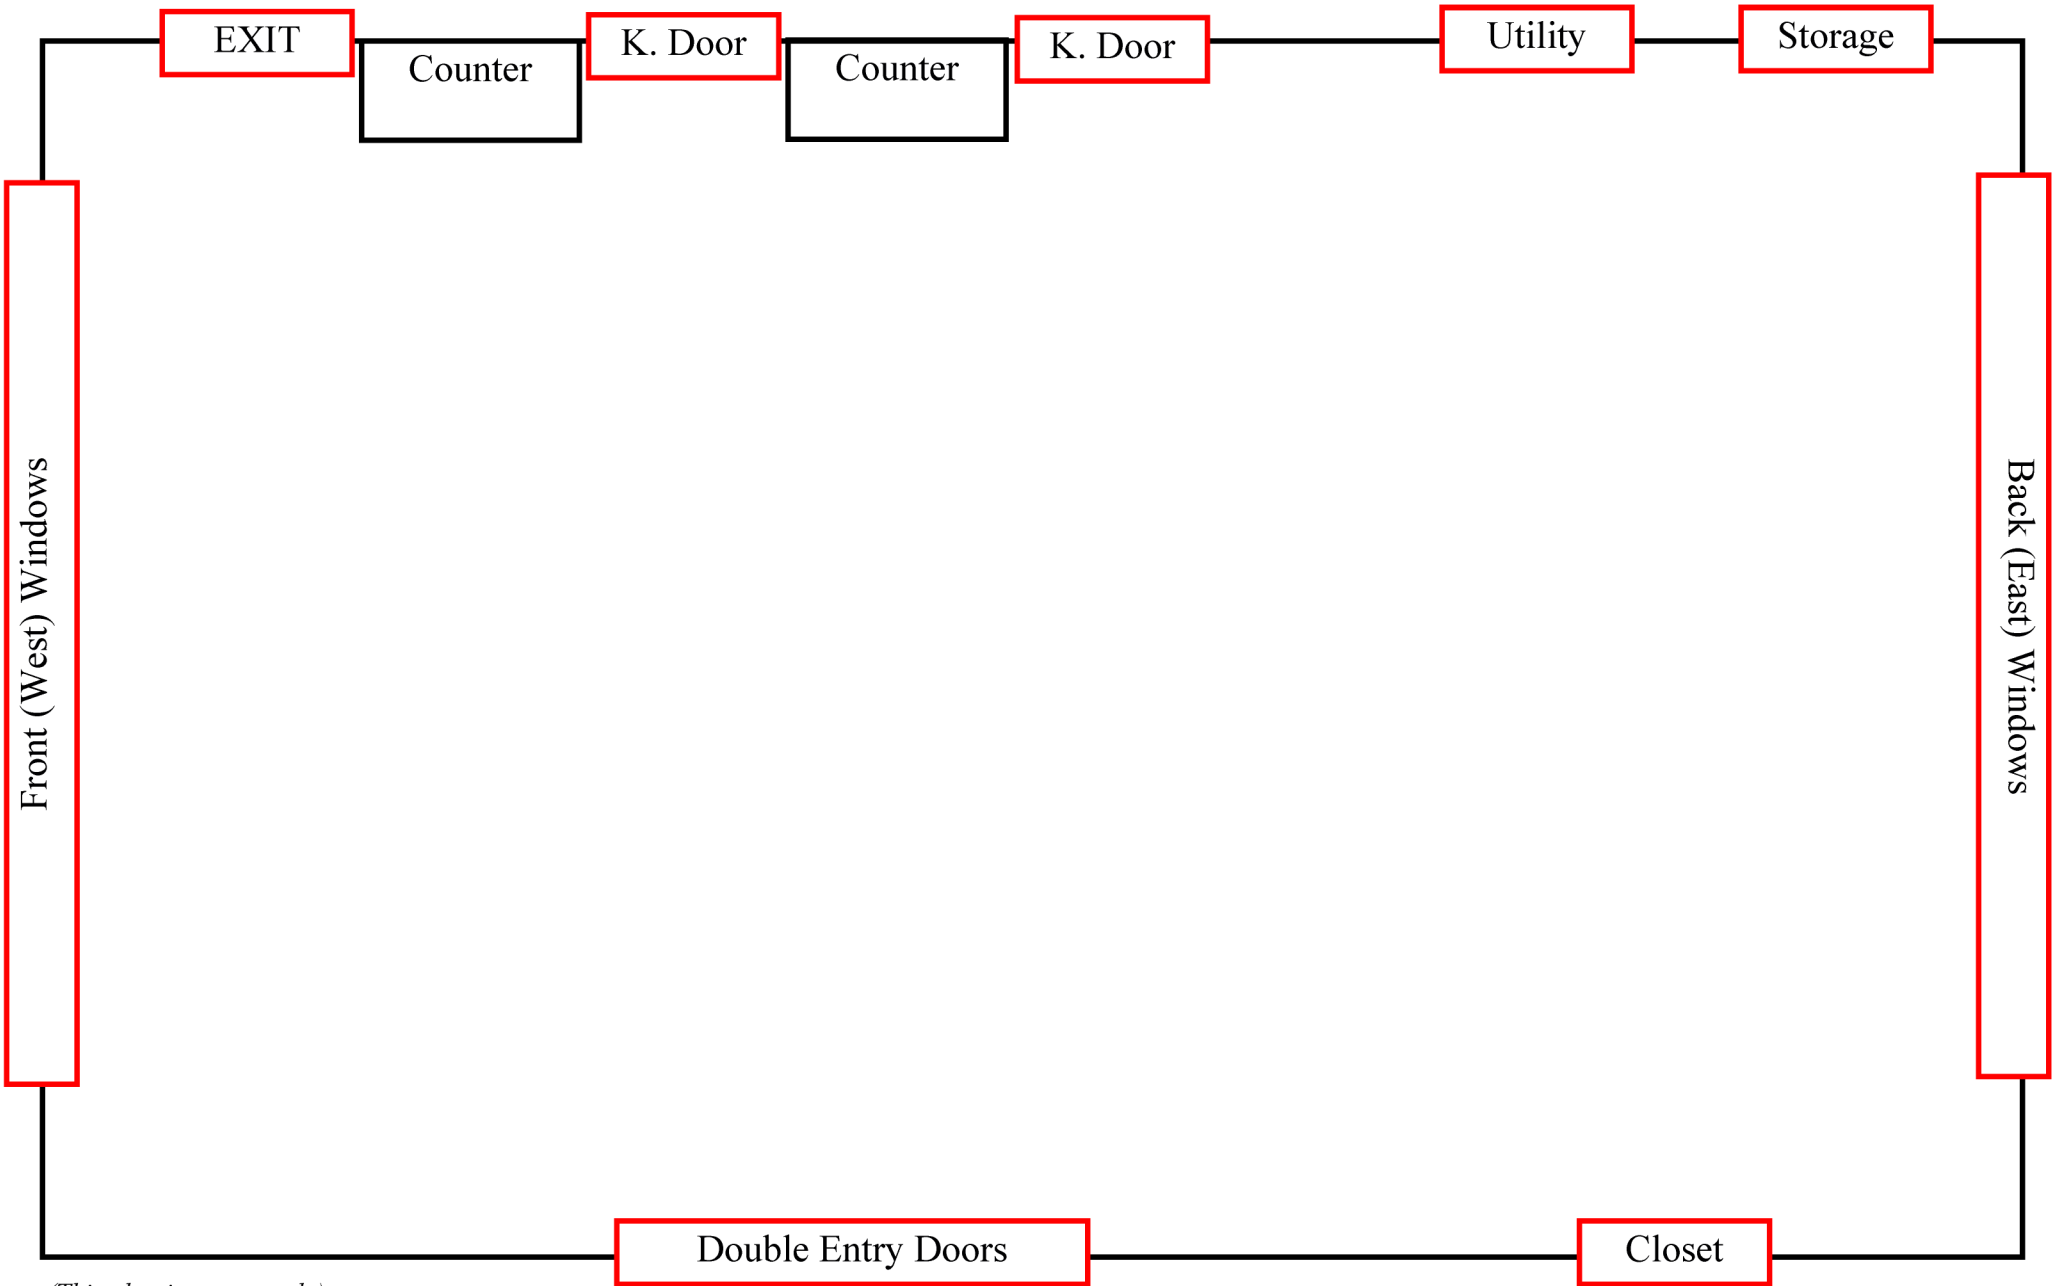 EXIT
Counter
K. Door
Counter
K. Door
Utility
Storage
Front (West) Windows
Back (East) Windows
Double Entry Doors
Closet